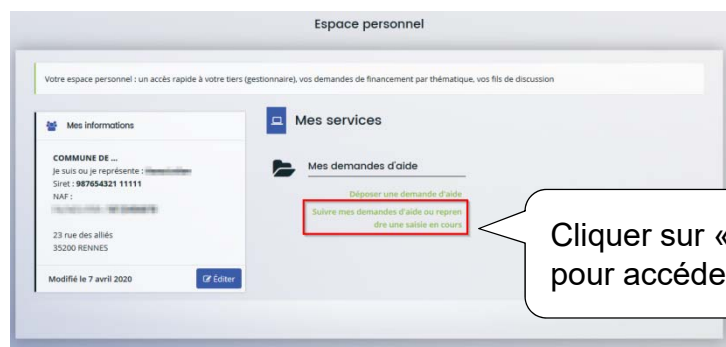 Espace personnel
Votre espace personnel : un accès rapide à votre tiers (gestionnaire), vos demandes de financement par thématique, vos fils de discussion
Mes informations
COMMUNE DE ...
Je suis ou je représente :
Siret : 987654321 11111
NAF :
23 rue des alliés
35200 RENNES
Modifié le 7 avril 2020
Éditer
Mes services
Mes demandes d'aide
Déposer une demande d'aide
Suivre mes demandes d'aide ou repren
dre une saisie en cours
Cliquer sur «
pour accéde